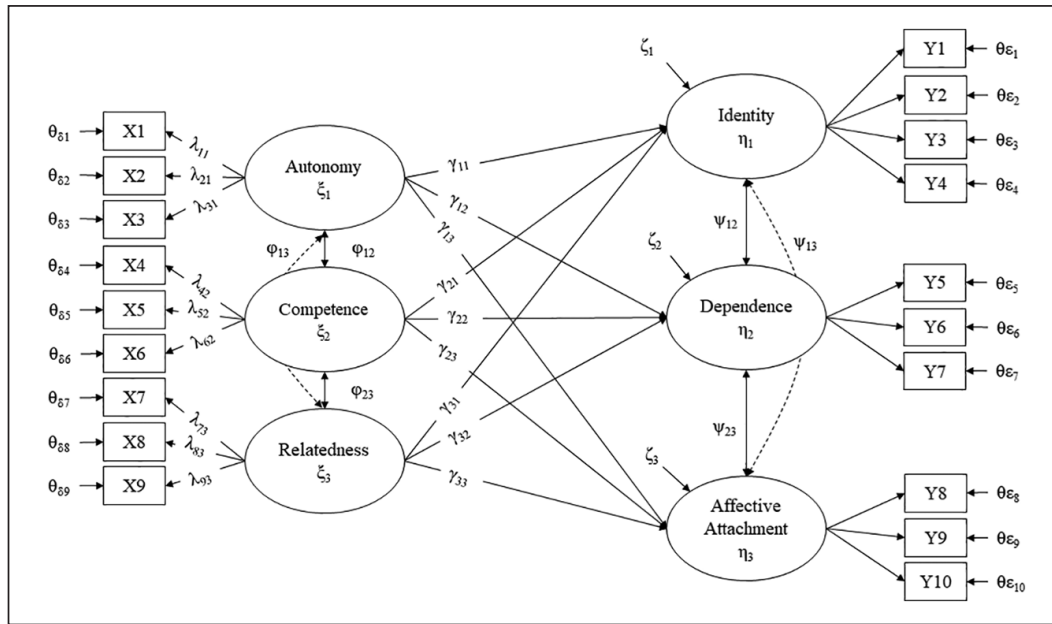 θδ1
X1
λ11
θδ2
X2
λ21
θδ3
X3
λ31
Autonomy
ξ1
φ13
φ12
θδ4
X4
λ42
θδ5
X5
λ52
θδ6
X6
λ62
Competence
ξ2
φ23
θδ7
X7
λ73
θδ8
X8
λ83
θδ9
X9
λ93
Relatedness
ξ3
γ11
γ12
γ13
γ21
γ22
γ23
γ31
γ32
γ33
ζ1
Identity
η1
ψ12
ψ13
ζ2
Dependence
η2
ψ23
ζ3
Affective
Attachment
η3
Y1
θε1
Y2
θε2
Y3
θε3
Y4
θε4
Y5
θε5
Y6
θε6
Y7
θε7
Y8
θε8
Y9
θε9
Y10
θε10